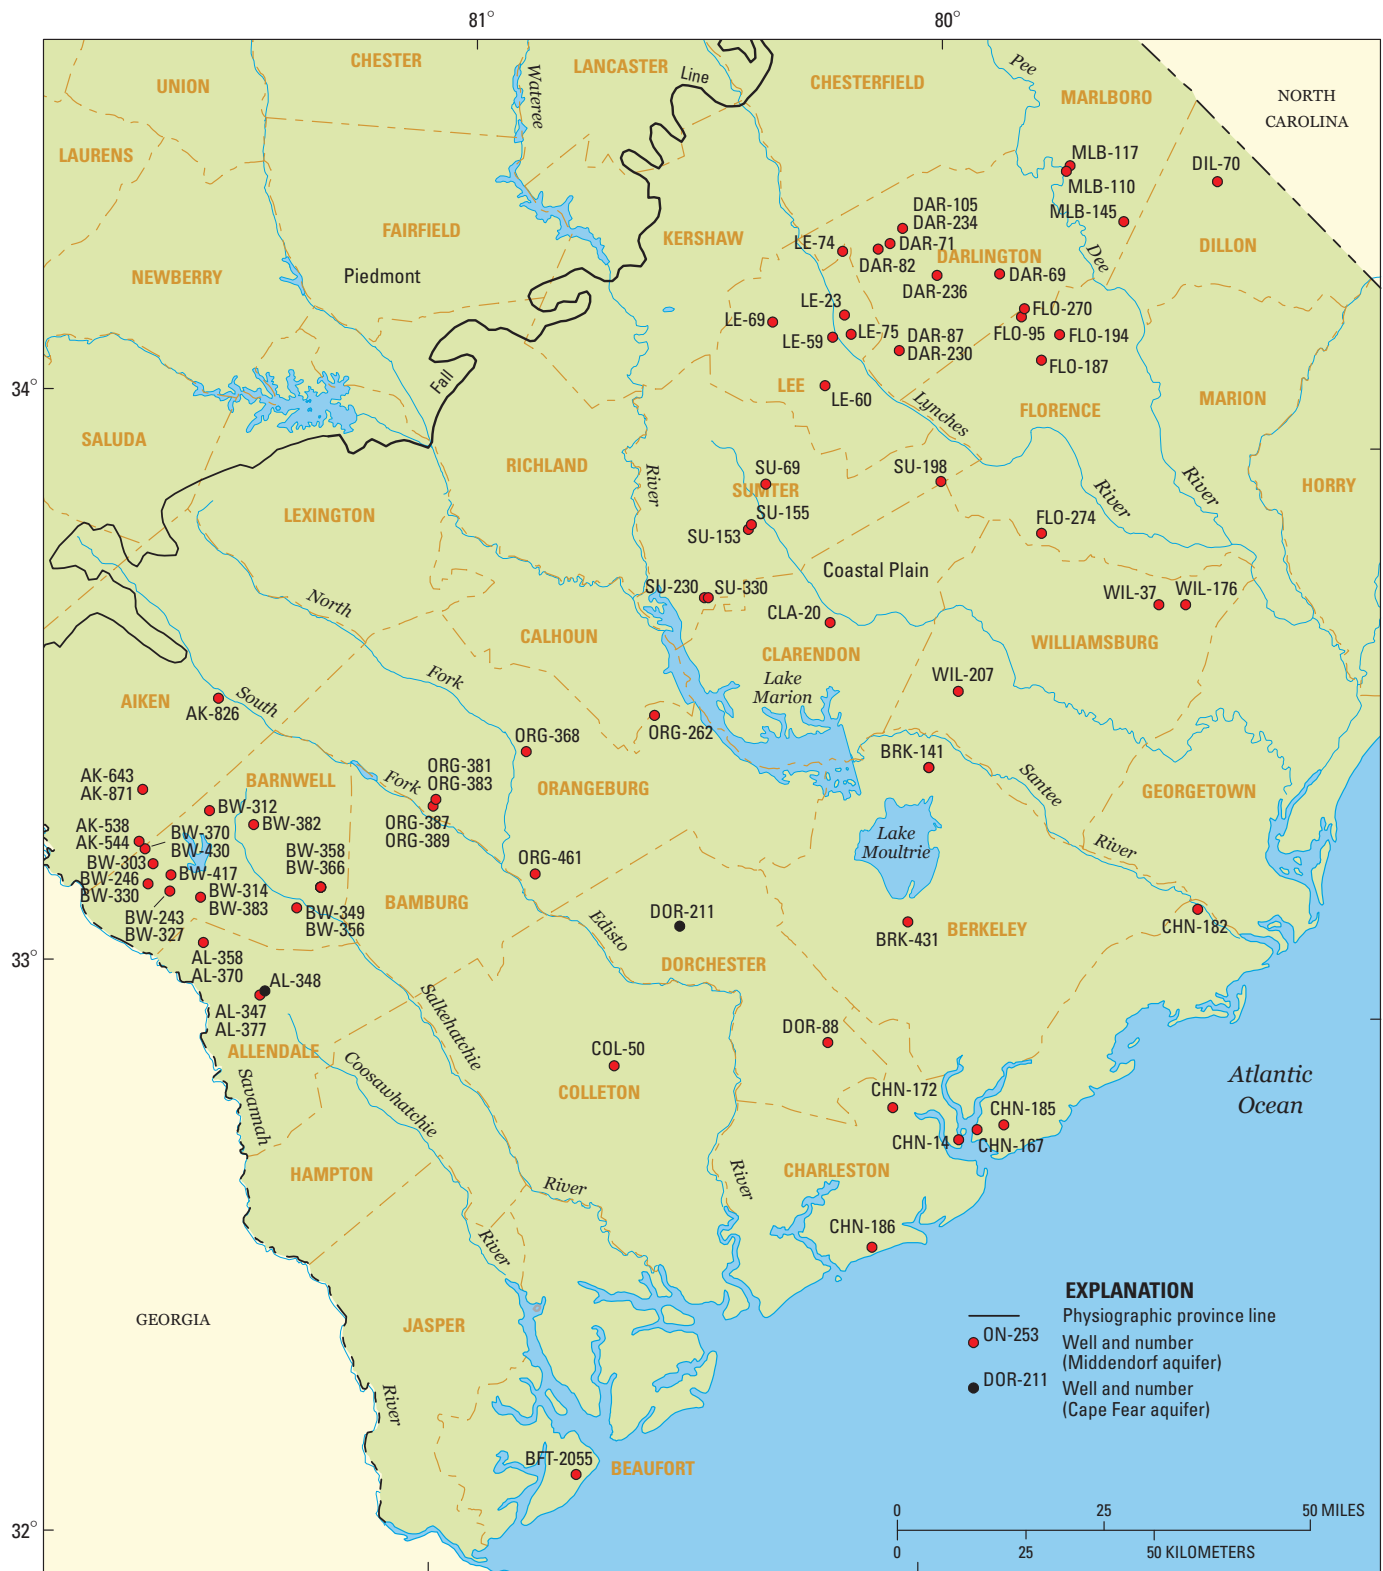 81°
80°
34°
33°
32°
NORTH
CAROLINA
GEORGIA
Atlantic
Ocean
Piedmont
Coastal Plain
Fall
Line
UNION
CHESTER
LANCASTER
CHESTERFIELD
MARLBORO
LAURENS
FAIRFIELD
KERSHAW
DARLINGTON
DILLON
NEWBERRY
LEE
FLORENCE
MARION
SALUDA
RICHLAND
SUMTER
HORRY
LEXINGTON
CALHOUN
CLARENDON
WILLIAMSBURG
AIKEN
BARNWELL
ORANGEBURG
GEORGETOWN
BAMBURG
BERKELEY
DORCHESTER
ALLENDALE
COLLETON
HAMPTON
CHARLESTON
JASPER
BEAUFORT
Wateree
River
Pee
Dee
River
Lynches
River
North
Fork
South
Fork
Edisto
River
Lake
Marion
Lake
Moultrie
Santee
River
Salkehatchie
River
Coosawhatchie
River
Savannah
River
MLB-117
MLB-110
MLB-145
DIL-70
DAR-105
DAR-234
DAR-71
DAR-82
DAR-236
DAR-69
LE-74
LE-23
LE-69
LE-59
LE-75
DAR-87
DAR-230
LE-60
FLO-270
FLO-95
FLO-194
FLO-187
SU-69
SU-198
SU-155
SU-153
FLO-274
SU-230
SU-330
CLA-20
WIL-37
WIL-176
WIL-207
AK-826
ORG-368
ORG-262
ORG-381
ORG-383
ORG-387
ORG-389
ORG-461
BRK-141
AK-643
AK-871
BW-312
BW-382
AK-538
AK-544
BW-370
BW-430
BW-303
BW-246
BW-330
BW-417
BW-358
BW-366
BW-314
BW-383
BW-243
BW-327
BW-349
BW-356
AL-358
AL-370
AL-348
AL-347
AL-377
DOR-211
BRK-431
CHN-182
DOR-88
COL-50
CHN-172
CHN-185
CHN-14
CHN-167
CHN-186
BFT-2055
EXPLANATION
Physiographic province line
ON-253
Well and number
(Middendorf aquifer)
DOR-211
Well and number
(Cape Fear aquifer)
0 25 50 MILES
0 25 50 KILOMETERS